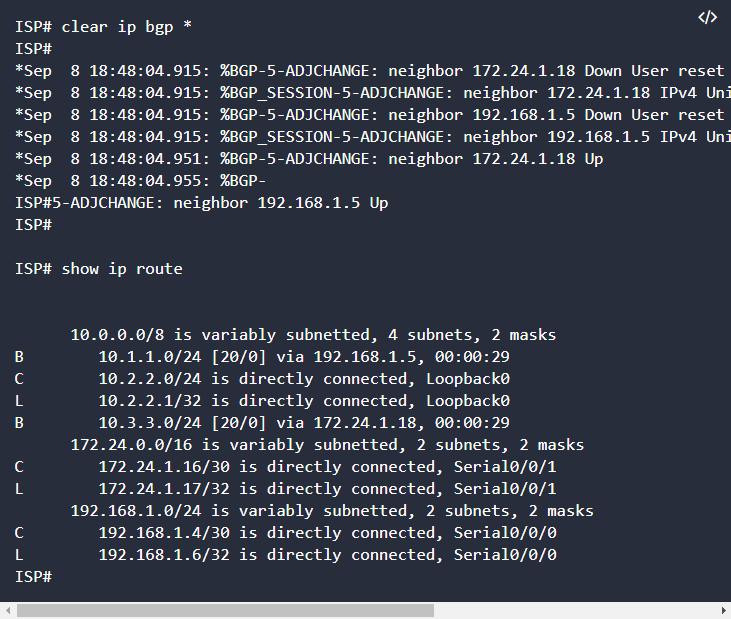 </>
ISP# clear ip bgp *
ISP#
*Sep  8 18:48:04.915: %BGP-5-ADJCHANGE: neighbor 172.24.1.18 Down User reset
*Sep  8 18:48:04.915: %BGP_SESSION-5-ADJCHANGE: neighbor 172.24.1.18 IPv4 Uni
*Sep  8 18:48:04.915: %BGP-5-ADJCHANGE: neighbor 192.168.1.5 Down User reset
*Sep  8 18:48:04.915: %BGP_SESSION-5-ADJCHANGE: neighbor 192.168.1.5 IPv4 Uni
*Sep  8 18:48:04.951: %BGP-5-ADJCHANGE: neighbor 172.24.1.18 Up
*Sep  8 18:48:04.955: %BGP-
ISP#5-ADJCHANGE: neighbor 192.168.1.5 Up
ISP#
ISP# show ip route
      10.0.0.0/8 is variably subnetted, 4 subnets, 2 masks
B        10.1.1.0/24 [20/0] via 192.168.1.5, 00:00:29
C        10.2.2.0/24 is directly connected, Loopback0
L        10.2.2.1/32 is directly connected, Loopback0
B        10.3.3.0/24 [20/0] via 172.24.1.18, 00:00:29
      172.24.0.0/16 is variably subnetted, 2 subnets, 2 masks
C        172.24.1.16/30 is directly connected, Serial0/0/1
L        172.24.1.17/32 is directly connected, Serial0/0/1
      192.168.1.0/24 is variably subnetted, 2 subnets, 2 masks
C        192.168.1.4/30 is directly connected, Serial0/0/0
L        192.168.1.6/32 is directly connected, Serial0/0/0
ISP#